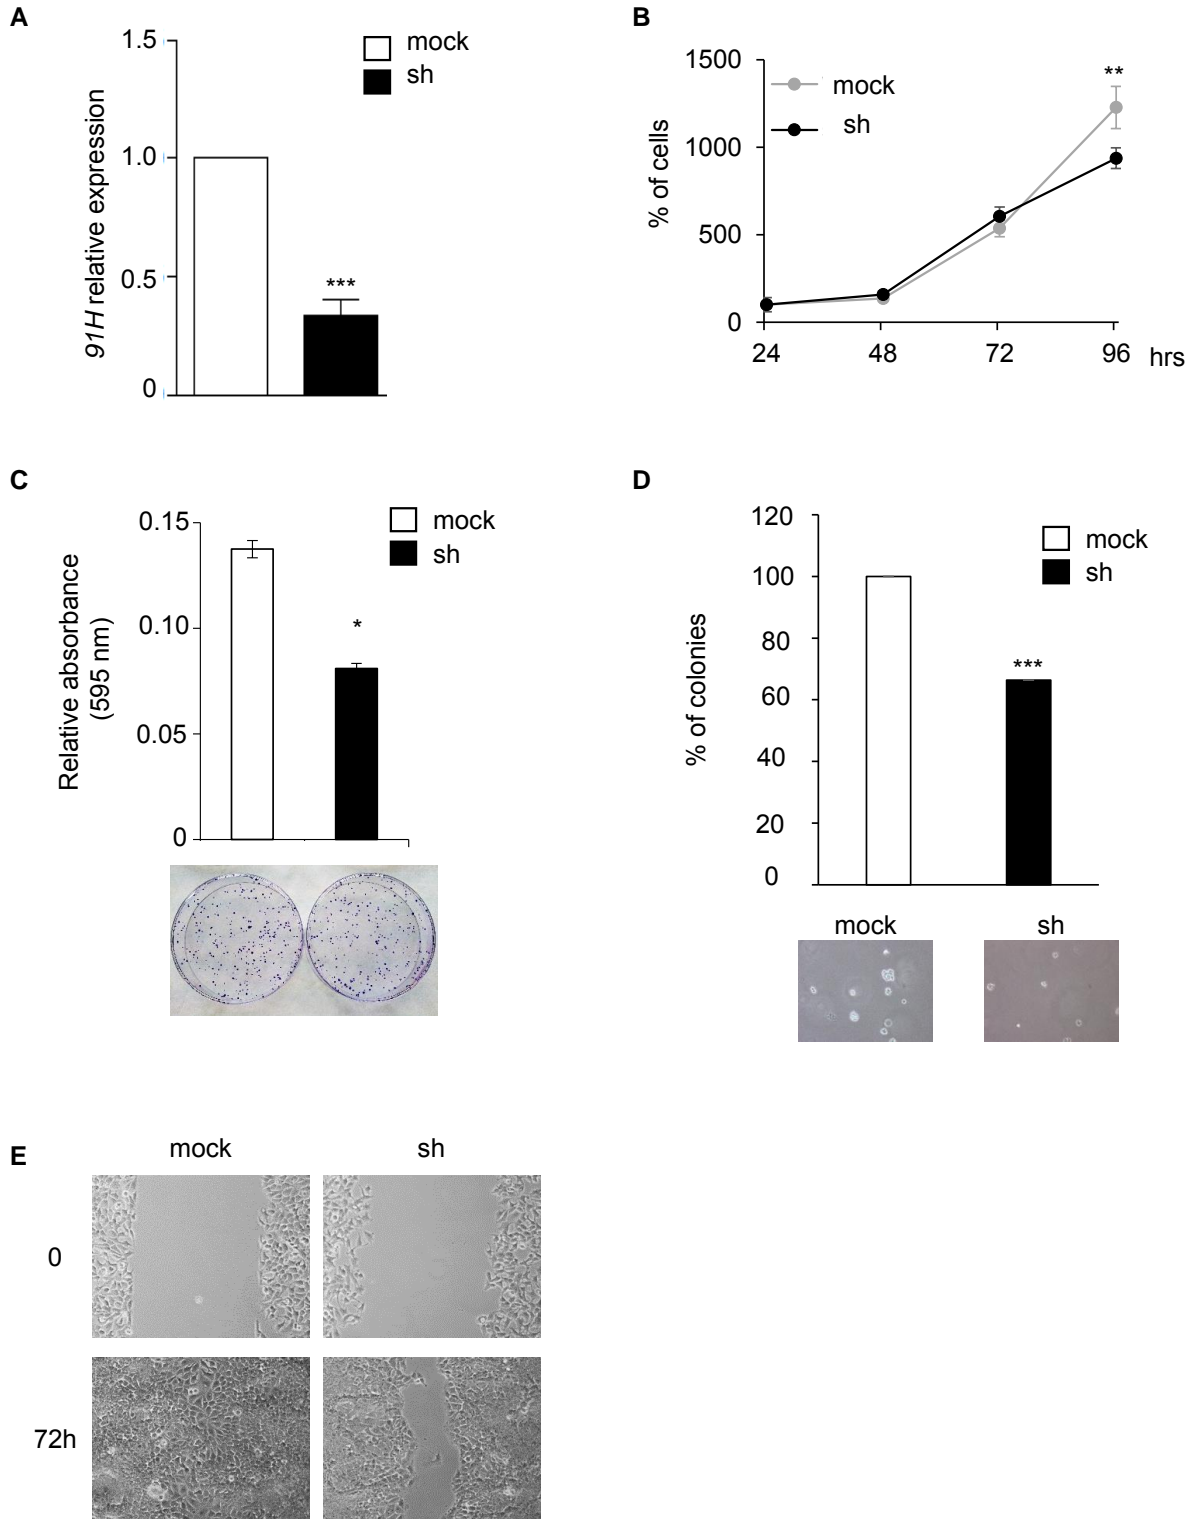 A
1.5
1.0
0.5
0
91H relative expression
mock
sh
***
B
1500
1000
500
0
% of cells
mock
sh
**
24 48 72 96 hrs
C
0.15
0.10
0.05
0
Relative absorbance
(595 nm)
mock
sh
*
D
120
100
80
60
40
20
0
% of colonies
mock
sh
***
mock sh
E
mock sh
0
72h